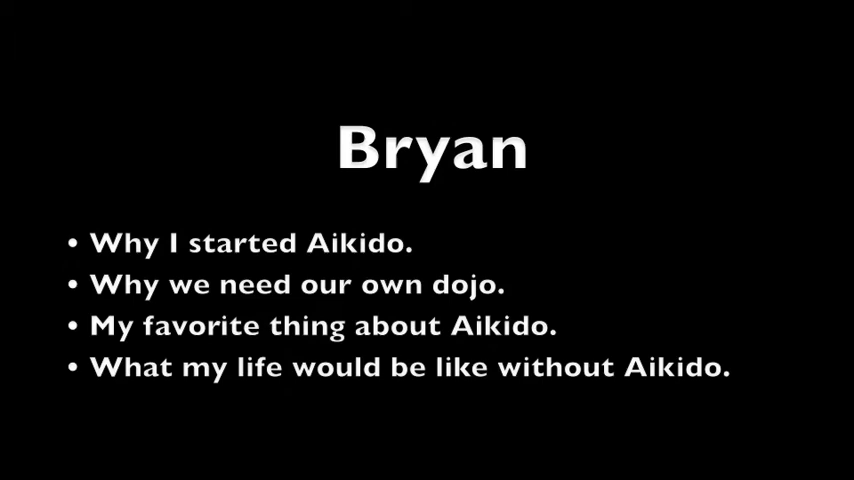 Bryan
• Why I started Aikido.
• Why we need our own dojo.
• My favorite thing about Aikido.
• What my life would be like without Aikido.